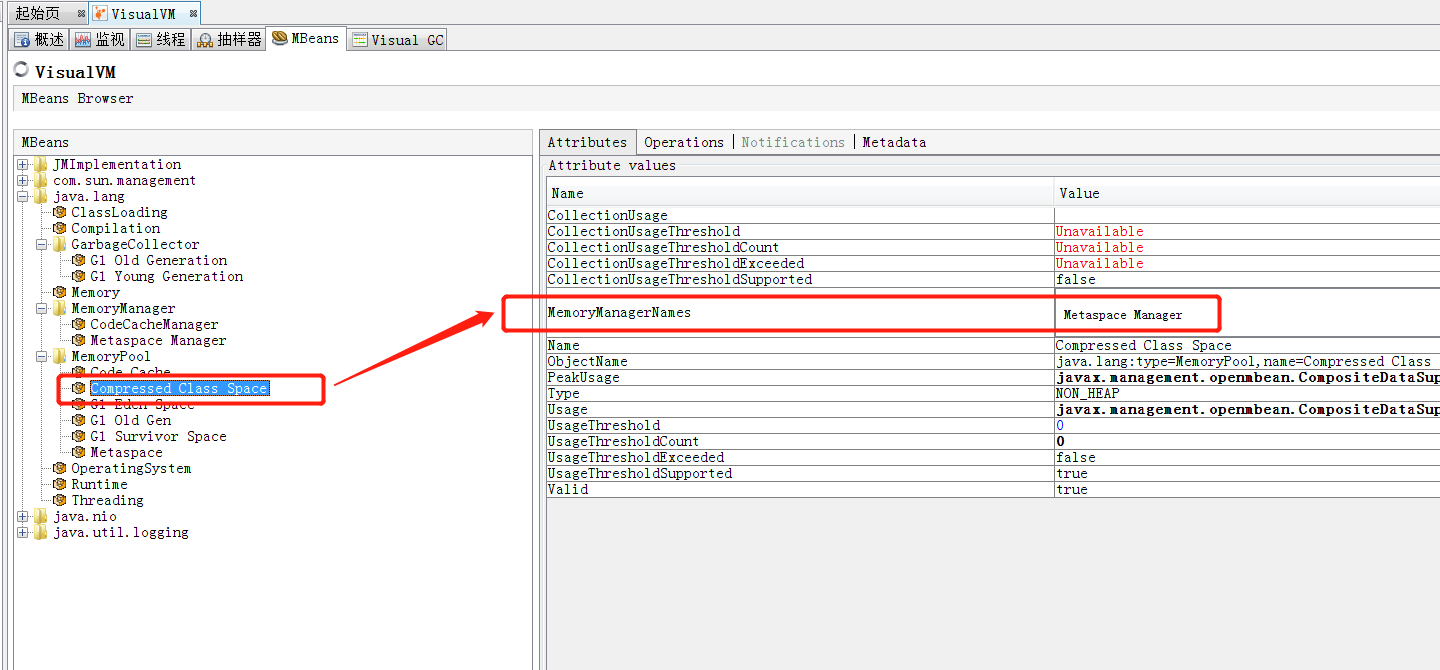 起始页 VisualVM
概述 监视 线程 抽样器 MBeans Visual GC
VisualVM
MBeans Browser
MBeans
JMImplementation
com.sun.management
java.lang
ClassLoading
Compilation
GarbageCollector
G1 Old Generation
G1 Young Generation
Memory
MemoryManager
CodeCacheManager
Metaspace Manager
MemoryPool
Code Cache
Compressed Class Space
G1 Eden Space
G1 Old Gen
G1 Survivor Space
Metaspace
OperatingSystem
Runtime
Threading
java.nio
java.util.logging
Attributes Operations Notifications Metadata
Attribute values
Name Value
CollectionUsage
CollectionUsageThreshold Unavailable
CollectionUsageThresholdCount Unavailable
CollectionUsageThresholdExceeded Unavailable
CollectionUsageThresholdSupported false
MemoryManagerNames Metaspace Manager
Name Compressed Class Space
ObjectName java.lang:type=MemoryPool,name=Compressed Class
PeakUsage javax.management.openmbean.CompositeDataSup
Type NON_HEAP
Usage javax.management.openmbean.CompositeDataSup
UsageThreshold 0
UsageThresholdCount 0
UsageThresholdExceeded false
UsageThresholdSupported true
Valid true